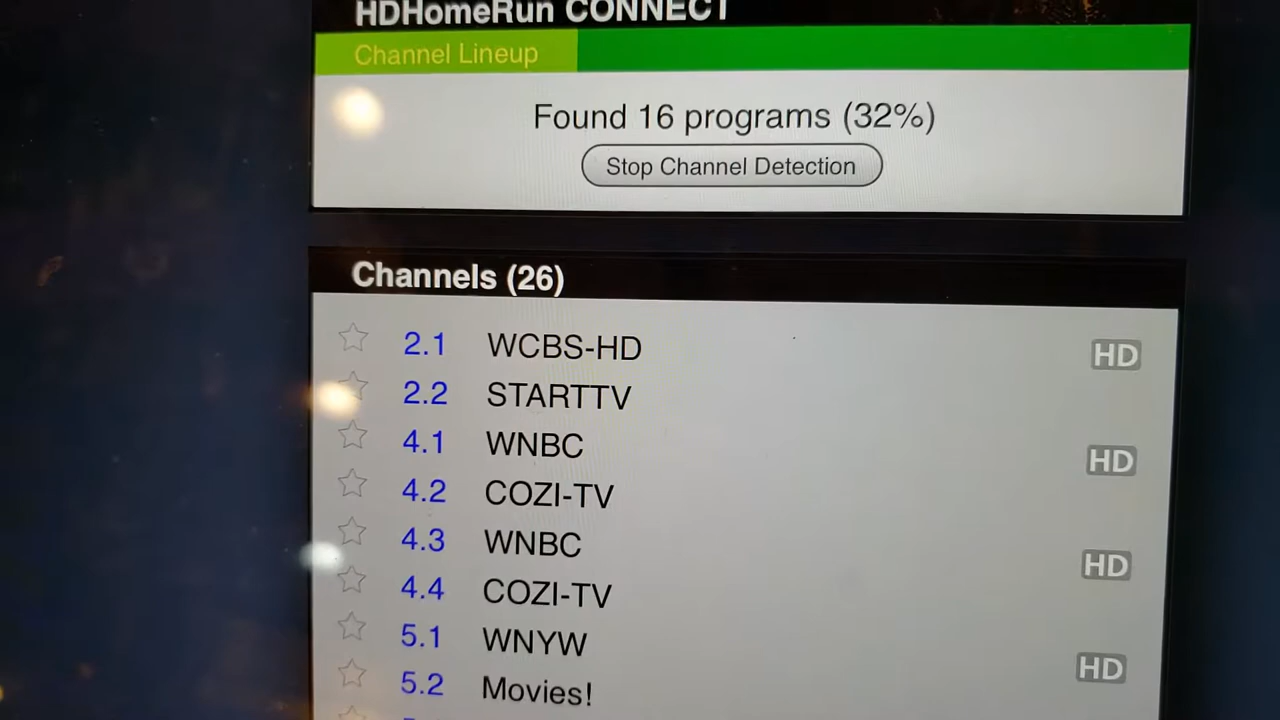 HDHomeRun CONNECT
Channel Lineup
Found 16 programs (32%)
Stop Channel Detection
Channels (26)
2.1 WCBS-HD HD
2.2 STARTTV
4.1 WNBC HD
4.2 COZI-TV
4.3 WNBC HD
4.4 COZI-TV
5.1 WNYW HD
5.2 Movies!